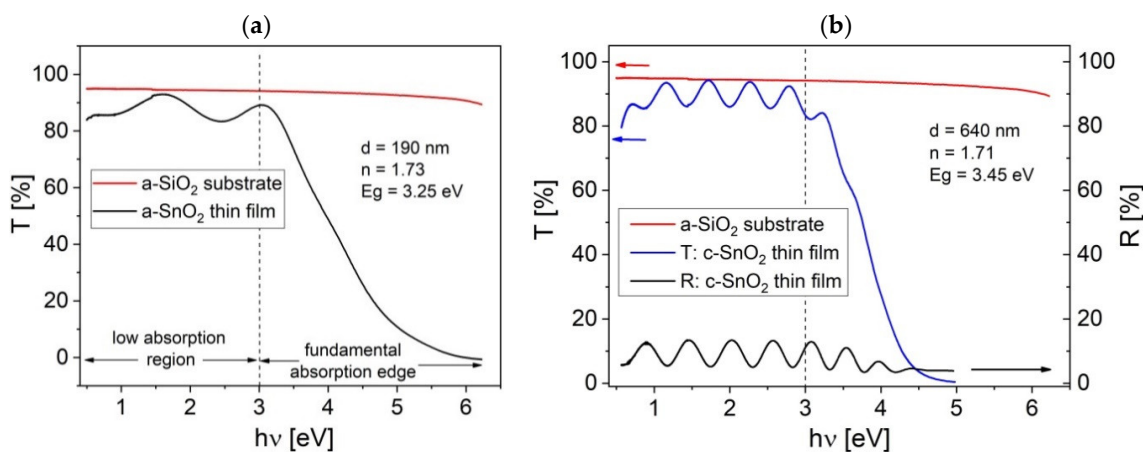 (a)
100
80
60
40
20
0
T [%]
d = 190 nm
n = 1.73
Eg = 3.25 eV
a-SiO₂ substrate
a-SnO₂ thin film
low absorption
region
fundamental
absorption edge
1 2 3 4 5 6
hν [eV]
(b)
100
80
60
40
20
0
T [%]
d = 640 nm
n = 1.71
Eg = 3.45 eV
a-SiO₂ substrate
T: c-SnO₂ thin film
R: c-SnO₂ thin film
100
80
60
40
20
0
R [%]
1 2 3 4 5 6
hν [eV]